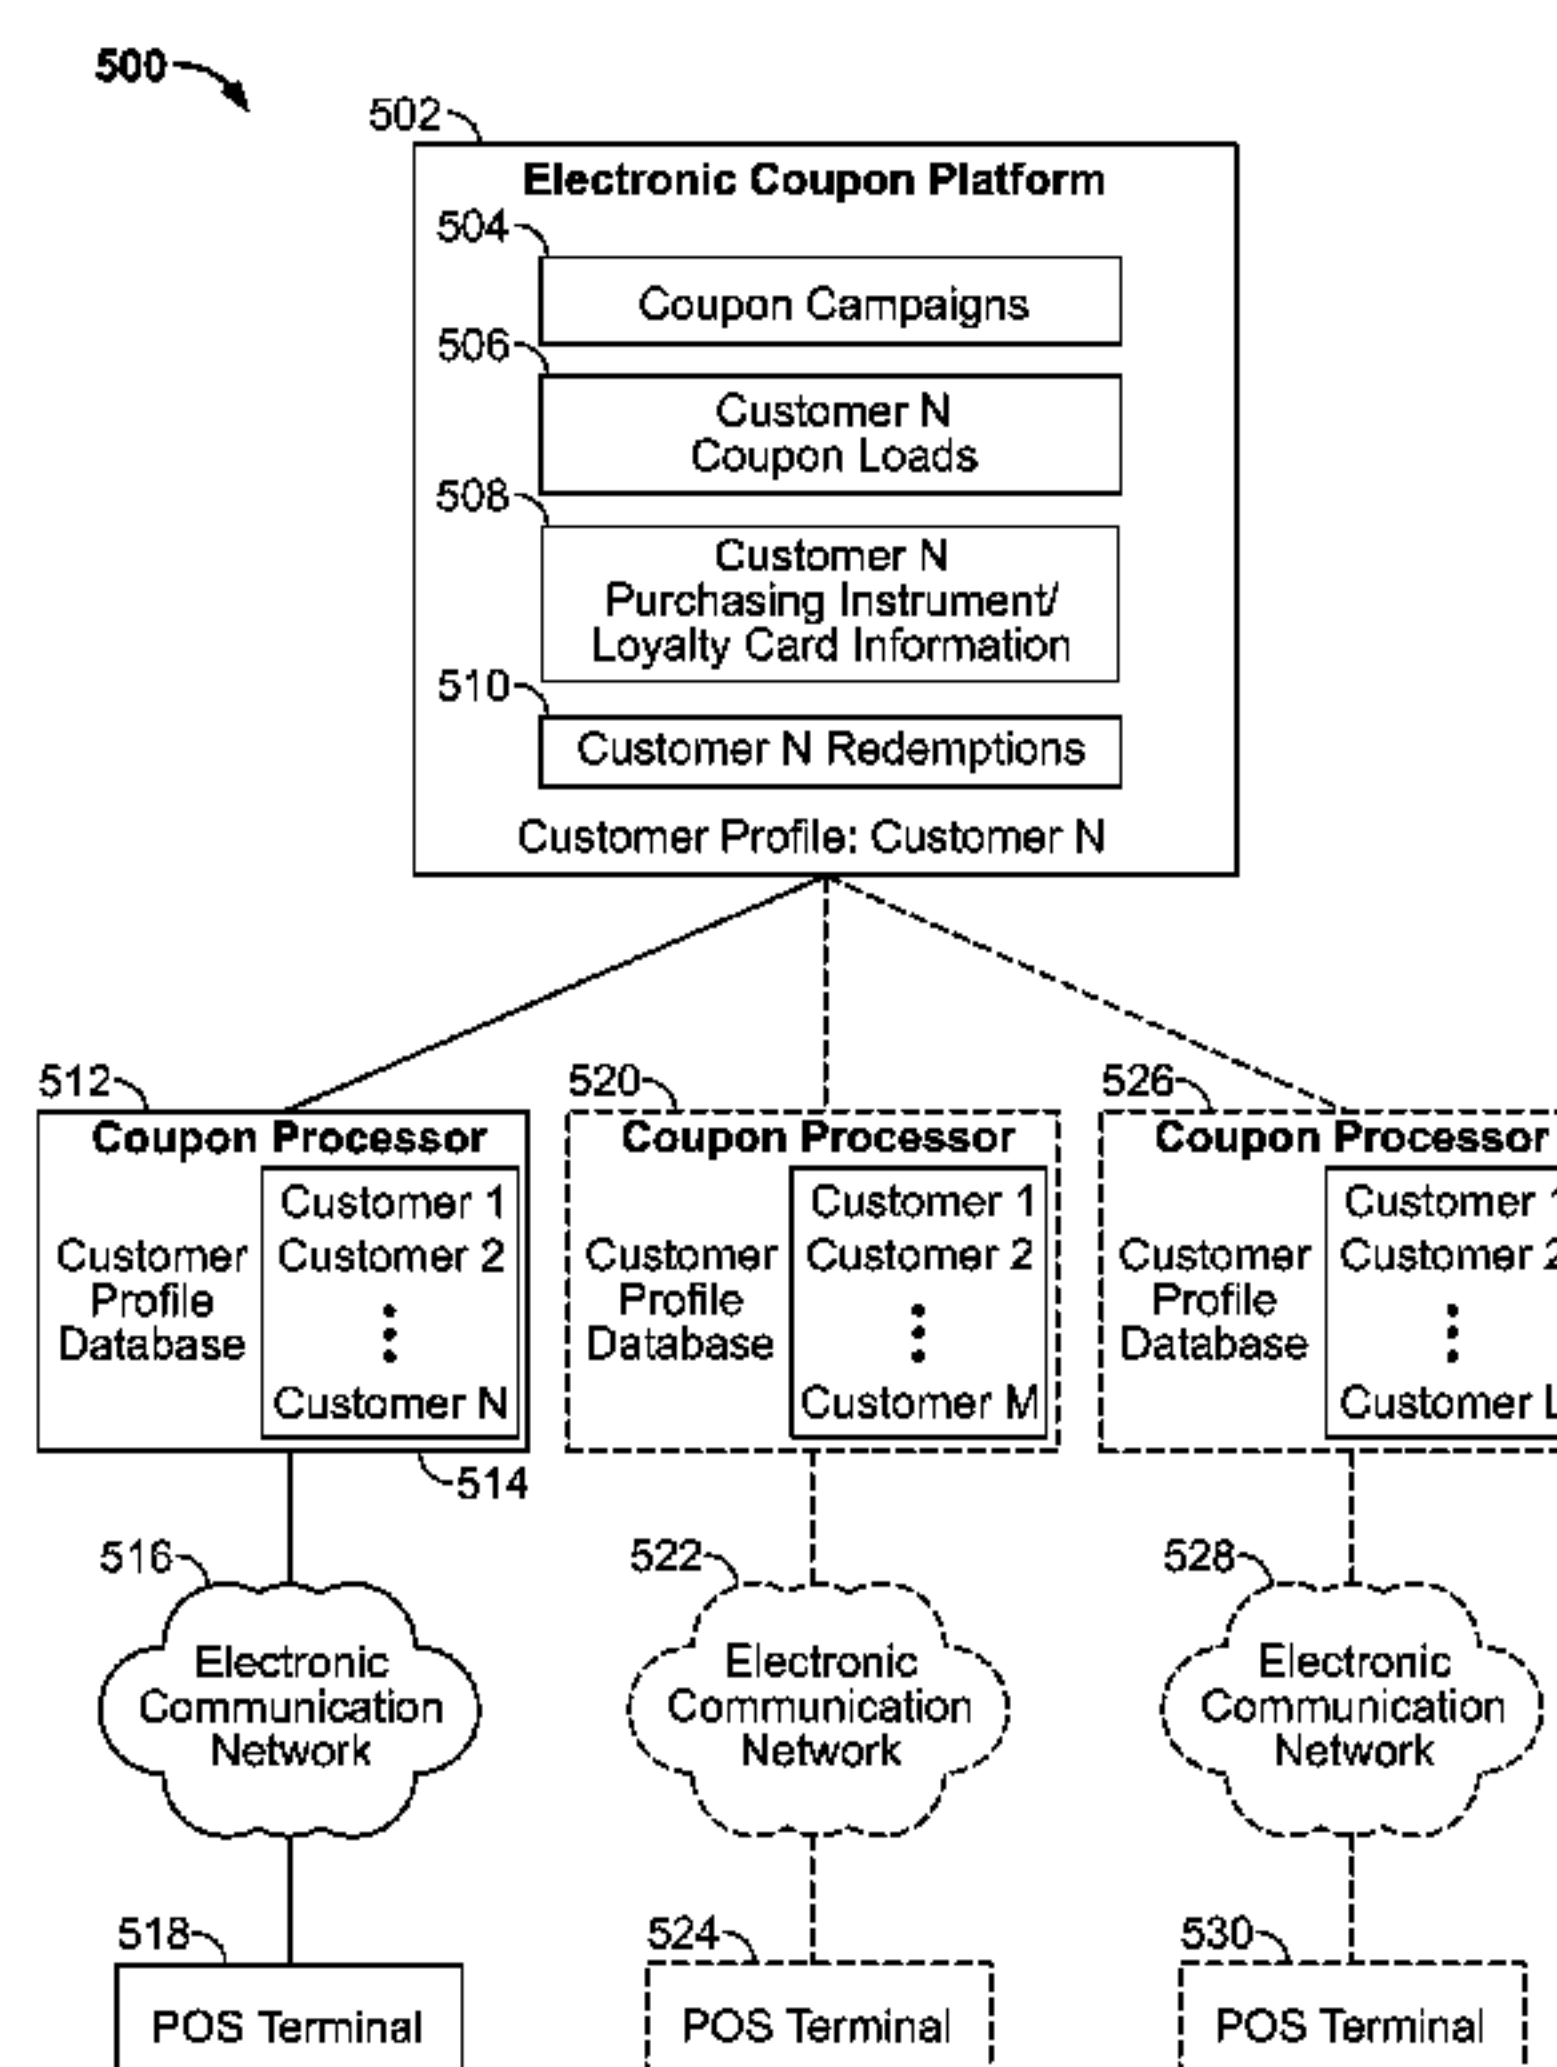 500
502
Electronic Coupon Platform
504
Coupon Campaigns
506
Customer N
Coupon Loads
508
Customer N
Purchasing Instrument/
Loyalty Card Information
510
Customer N Redemptions
Customer Profile: Customer N
512
Coupon Processor
Customer
Profile
Database
Customer 1
Customer 2
Customer N
514
520
Coupon Processor
Customer
Profile
Database
Customer 1
Customer 2
Customer M
526
Coupon Processor
Customer
Profile
Database
Customer 1
Customer 2
Customer L
516
Electronic
Communication
Network
522
Electronic
Communication
Network
528
Electronic
Communication
Network
518
POS Terminal
524
POS Terminal
530
POS Terminal